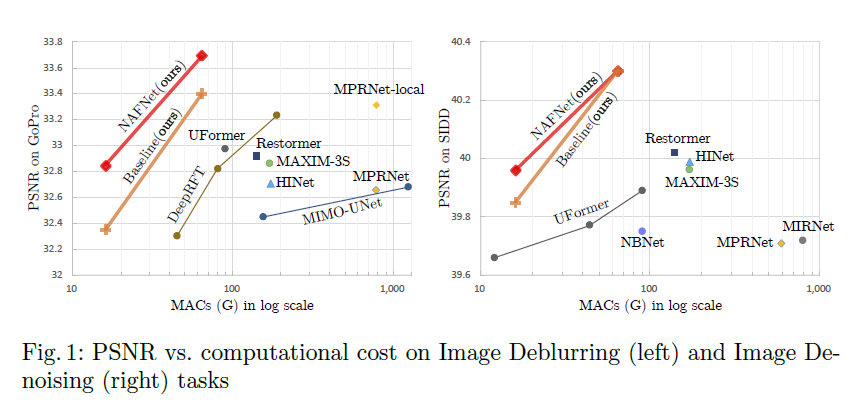 33.8
33.6
33.4
33.2
33
32.8
32.6
32.4
32.2
32
PSNR on GoPro
NAFNet(ours)
Baseline(ours)
MPRNet-local
UFormer
Restormer
MAXIM-3S
HINet
MPRNet
DeepRFT
MIMO-UNet
10
100
1,000
MACs (G) in log scale
40.4
40.2
40
39.8
39.6
PSNR on SIDD
NAFNet(ours)
Baseline(ours)
Restormer
HINet
MAXIM-3S
UFormer
NBNet
MPRNet
MIRNet
10
100
1,000
MACs (G) in log scale
Fig. 1: PSNR vs. computational cost on Image Deblurring (left) and Image De-
noising (right) tasks